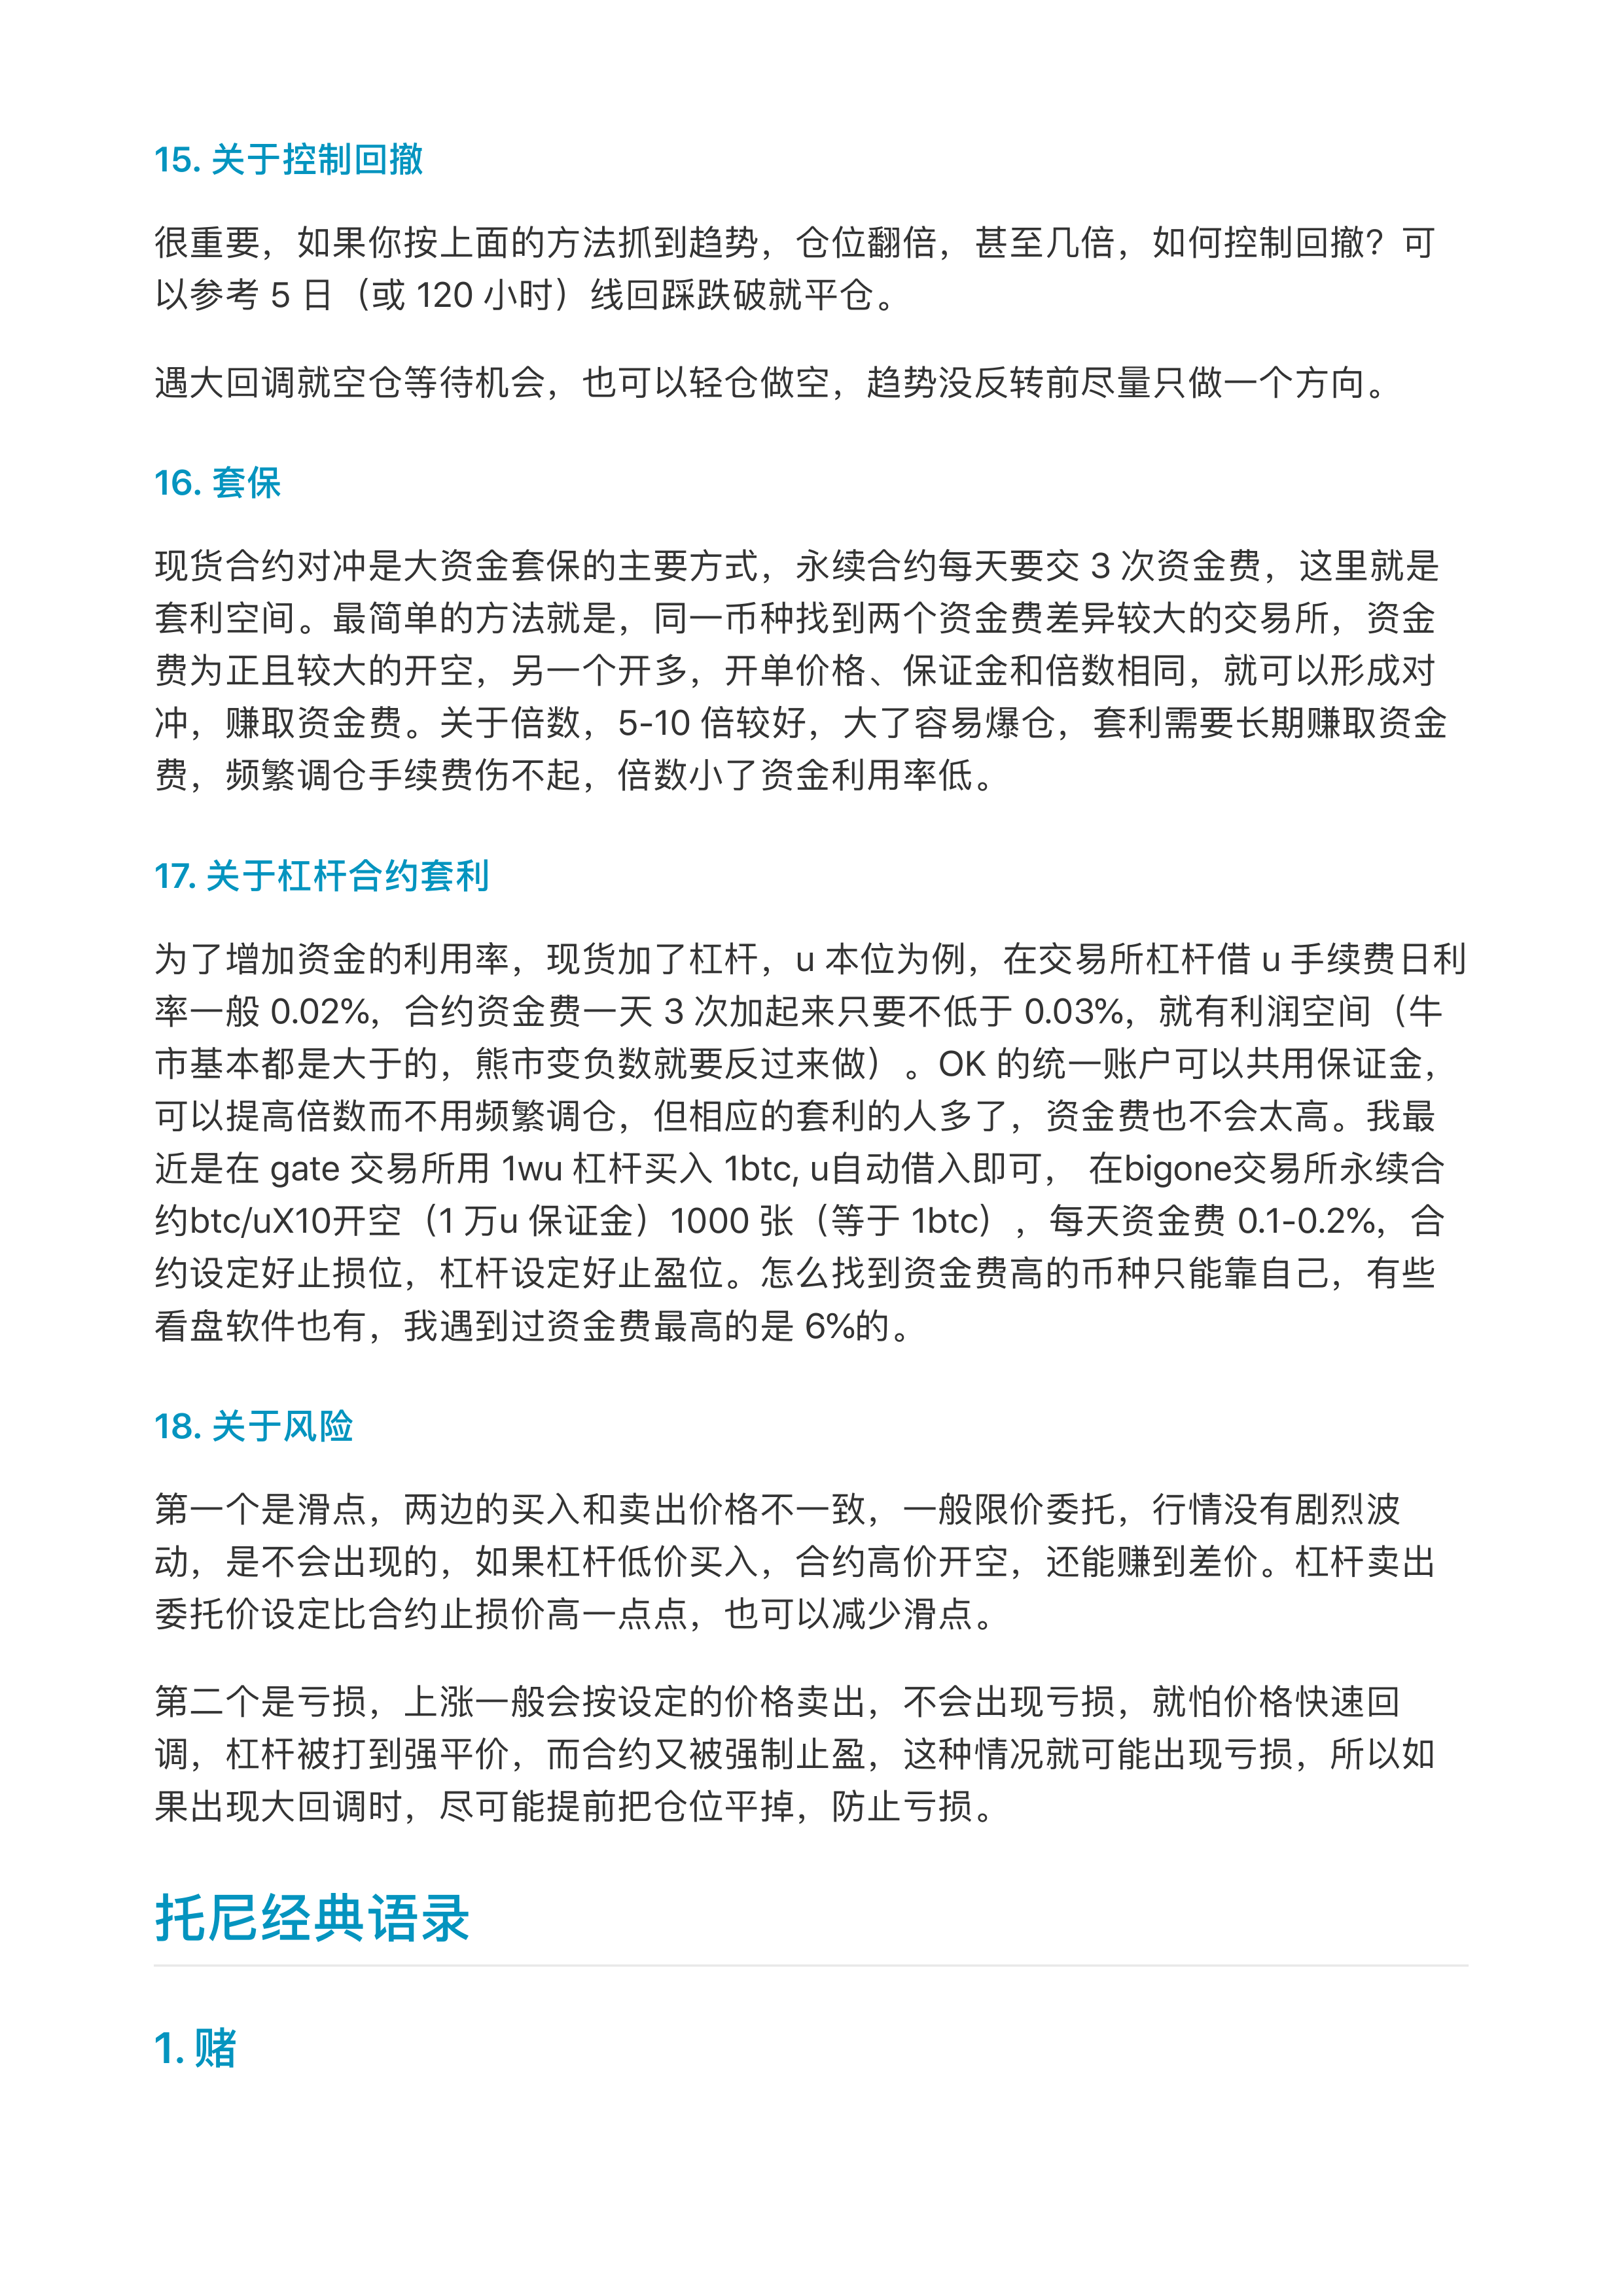 15. 关于控制回撤
很重要，如果你按上面的方法抓到趋势，仓位翻倍，甚至几倍，如何控制回撤？可
以参考 5 日（或 120 小时）线回踩跌破就平仓。
遇大回调就空仓等待机会，也可以轻仓做空，趋势没反转前尽量只做一个方向。
16. 套保
现货合约对冲是大资金套保的主要方式，永续合约每天要交 3 次资金费，这里就是
套利空间。最简单的方法就是，同一币种找到两个资金费差异较大的交易所，资金
费为正且较大的开空，另一个开多，开单价格、保证金和倍数相同，就可以形成对
冲，赚取资金费。关于倍数，5-10 倍较好，大了容易爆仓，套利需要长期赚取资金
费，频繁调仓手续费伤不起，倍数小了资金利用率低。
17. 关于杠杆合约套利
为了增加资金的利用率，现货加了杠杆，u 本位为例，在交易所杠杆借 u 手续费日利
率一般 0.02%，合约资金费一天 3 次加起来只要不低于 0.03%，就有利润空间（牛
市基本都是大于的，熊市变负数就要反过来做）。OK 的统一账户可以共用保证金，
可以提高倍数而不用频繁调仓，但相应的套利的人多了，资金费也不会太高。我最
近是在 gate 交易所用 1wu 杠杆买入 1btc, u自动借入即可， 在bigone交易所永续合
约btc/uX10开空（1 万u 保证金）1000 张（等于 1btc），每天资金费 0.1-0.2%，合
约设定好止损位，杠杆设定好止盈位。怎么找到资金费高的币种只能靠自己，有些
看盘软件也有，我遇到过资金费最高的是 6%的。
18. 关于风险
第一个是滑点，两边的买入和卖出价格不一致，一般限价委托，行情没有剧烈波
动，是不会出现的，如果杠杆低价买入，合约高价开空，还能赚到差价。杠杆卖出
委托价设定比合约止损价高一点点，也可以减少滑点。
第二个是亏损，上涨一般会按设定的价格卖出，不会出现亏损，就怕价格快速回
调，杠杆被打到强平价，而合约又被强制止盈，这种情况就可能出现亏损，所以如
果出现大回调时，尽可能提前把仓位平掉，防止亏损。
托尼经典语录
1. 赌